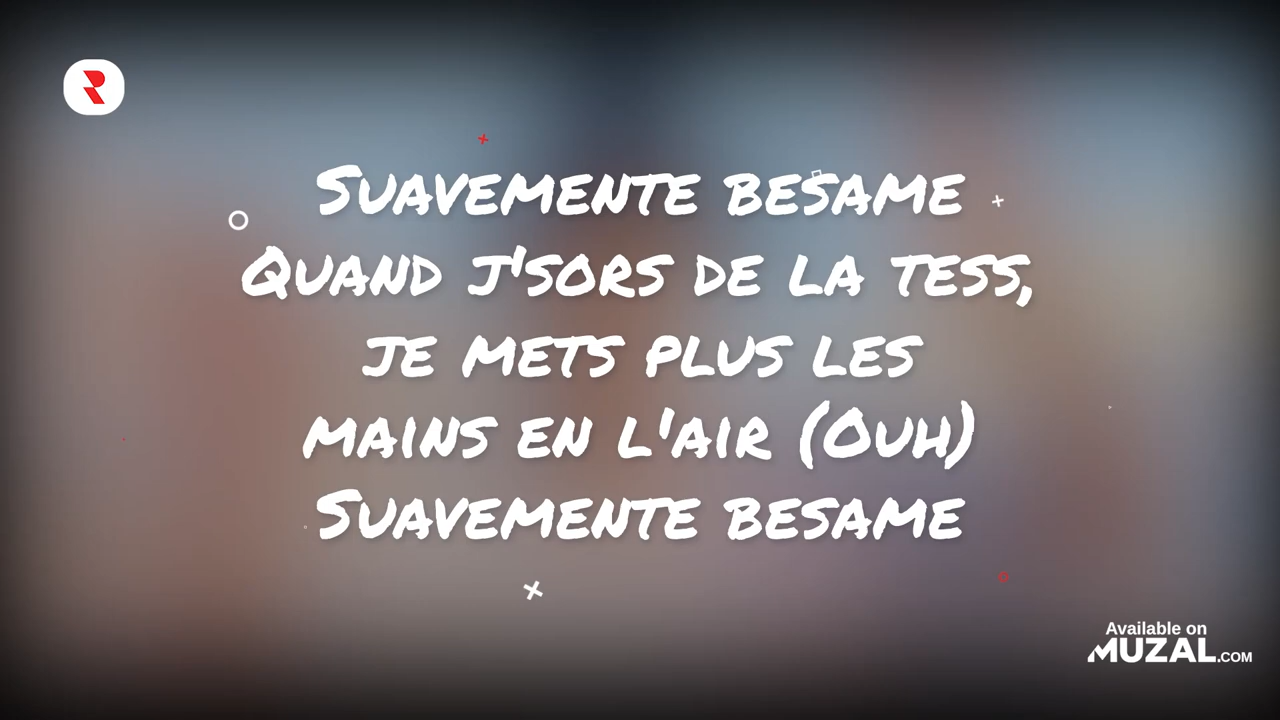 Suavemente besame
Quand j'sors de la tess,
je mets plus les
mains en l'air (Ouh)
Suavemente besame
Available on
MUZAL.COM